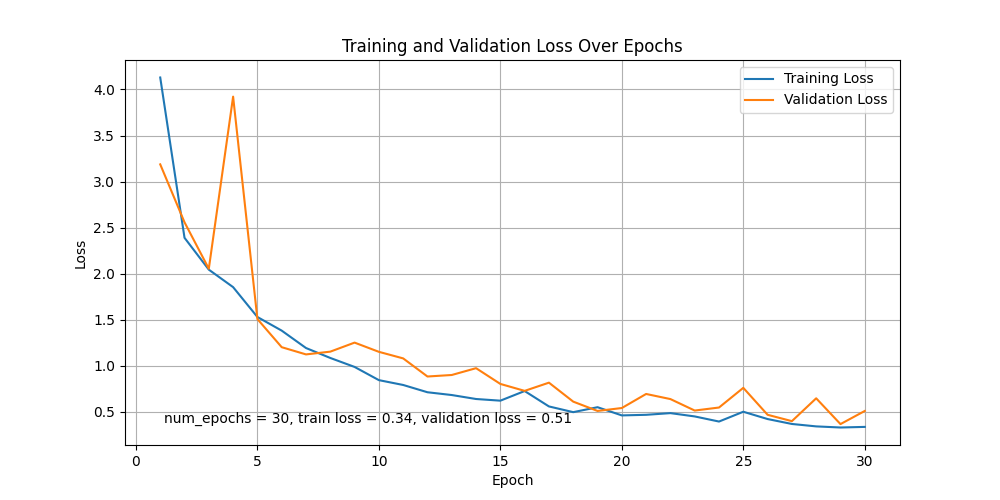 Training and Validation Loss Over Epochs
Training Loss
Validation Loss
4.0
3.5
3.0
2.5
2.0
1.5
1.0
0.5
Loss
num_epochs = 30, train loss = 0.34, validation loss = 0.51
0 5 10 15 20 25 30
Epoch